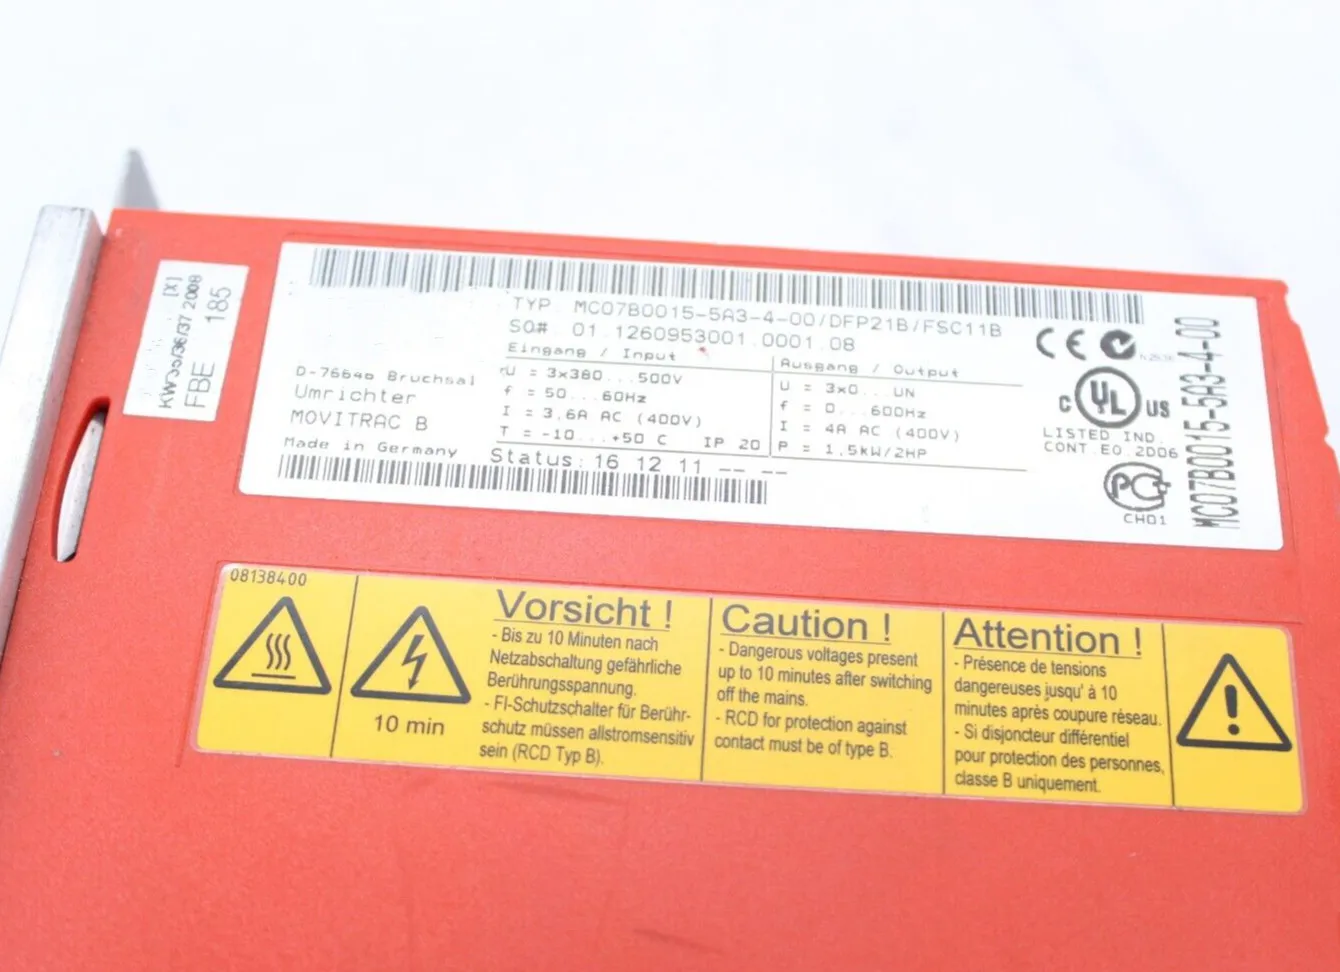 [X]
KW35/36/37 2008
FBE 185
TYP MC07B0015-5A3-4-00/DFP21B/FSC11B
SO# 01.1260953001.0001.08
D-76646 Bruchsal
Umrichter
MOVITRAC B
Made in Germany
Eingang / Input
U = 3x380...500V
f = 50...60Hz
I = 3.6A AC (400V)
T = -10...+50 C IP 20
Ausgang / Output
U = 3x0...UN
f = 0...600Hz
I = 4A AC (400V)
P = 1.5kW/2HP
Status: 16 12 11 -- --
CE
C UL US
LISTED IND.
CONT.EQ.2D06
PC
CH01
MC07B0015-5A3-4-00
08138400
10 min
Vorsicht !
- Bis zu 10 Minuten nach
Netzabschaltung gefährliche
Berührungsspannung.
- FI-Schutzschalter für Berühr-
schutz müssen allstromsensitiv
sein (RCD Typ B).
Caution !
- Dangerous voltages present
up to 10 minutes after switching
off the mains.
- RCD for protection against
contact must be of type B.
Attention !
- Présence de tensions
dangereuses jusqu' à 10
minutes après coupure réseau.
- Si disjoncteur différentiel
pour protection des personnes,
classe B uniquement.